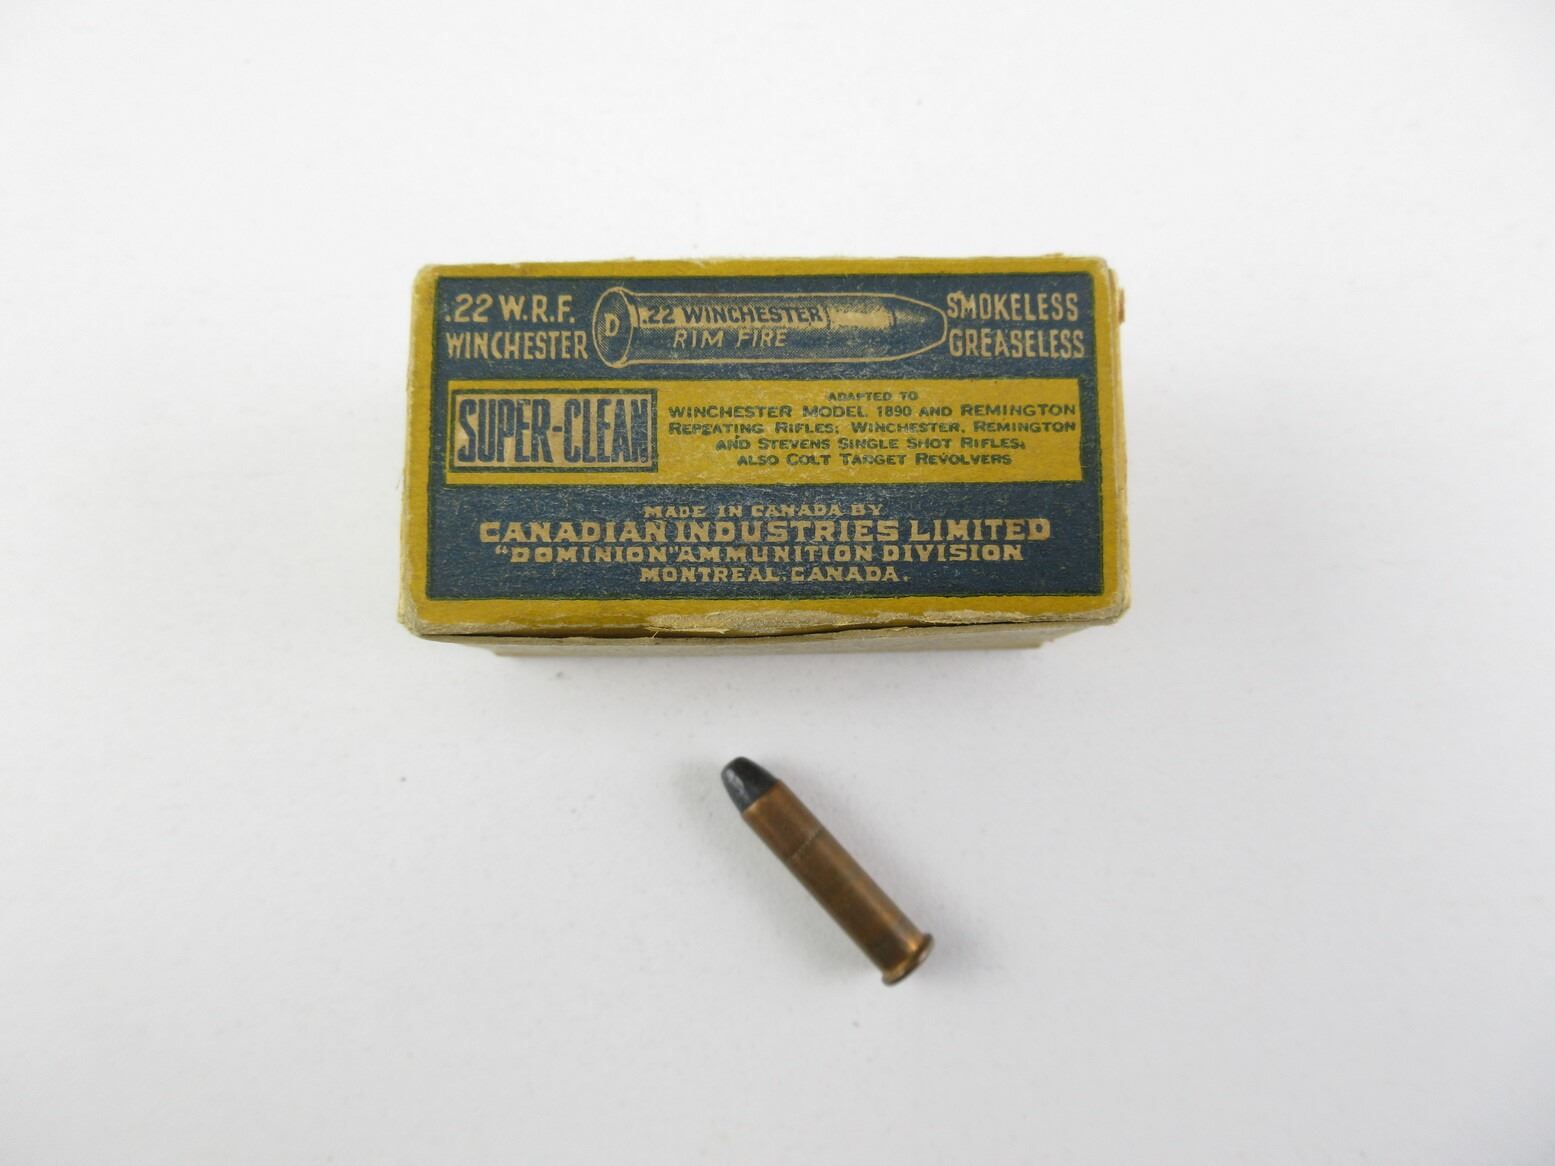 .22 W.R.F.
WINCHESTER
D
.22 WINCHESTER
RIM FIRE
SMOKELESS
GREASELESS
SUPER-CLEAN
ADAPTED TO
WINCHESTER MODEL 1890 AND REMINGTON
REPEATING RIFLES; WINCHESTER, REMINGTON
AND STEVENS SINGLE SHOT RIFLES;
ALSO COLT TARGET REVOLVERS
MADE IN CANADA BY
CANADIAN INDUSTRIES LIMITED
"DOMINION" AMMUNITION DIVISION
MONTREAL, CANADA.